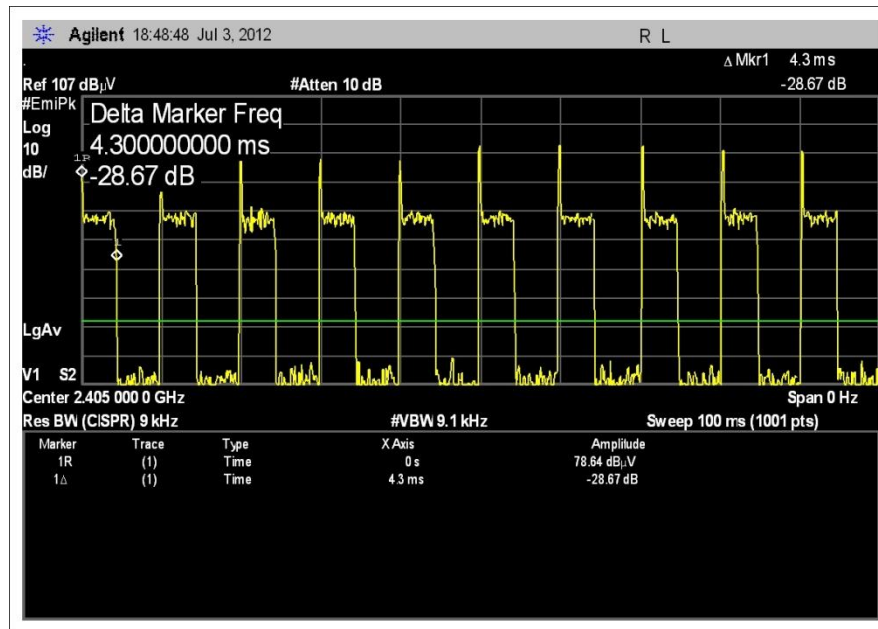 Agilent 18:48:48 Jul 3, 2012 R L
Δ Mkr1 4.3 ms
Ref 107 dBµV #Atten 10 dB -28.67 dB
#EmiPk
Log
10
dB/
Delta Marker Freq
4.300000000 ms
-28.67 dB
1R
1
LgAv
V1 S2
Center 2.405 000 0 GHz Span 0 Hz
Res BW (CISPR) 9 kHz #VBW 9.1 kHz Sweep 100 ms (1001 pts)
Marker Trace Type X Axis Amplitude
1R (1) Time 0 s 78.64 dBµV
1Δ (1) Time 4.3 ms -28.67 dB